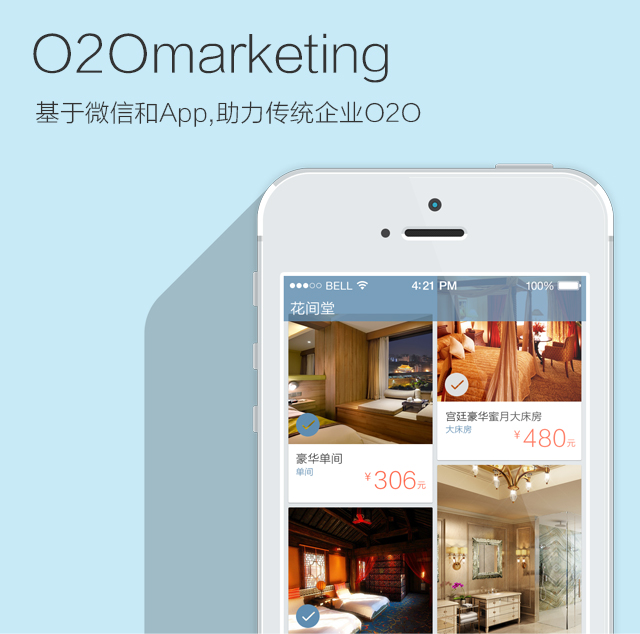 O2Omarketing
基于微信和App,助力传统企业O2O
BELL 4:21 PM 100%
花间堂
宫廷豪华蜜月大床房
大床房
¥480元
豪华单间
单间
¥306元